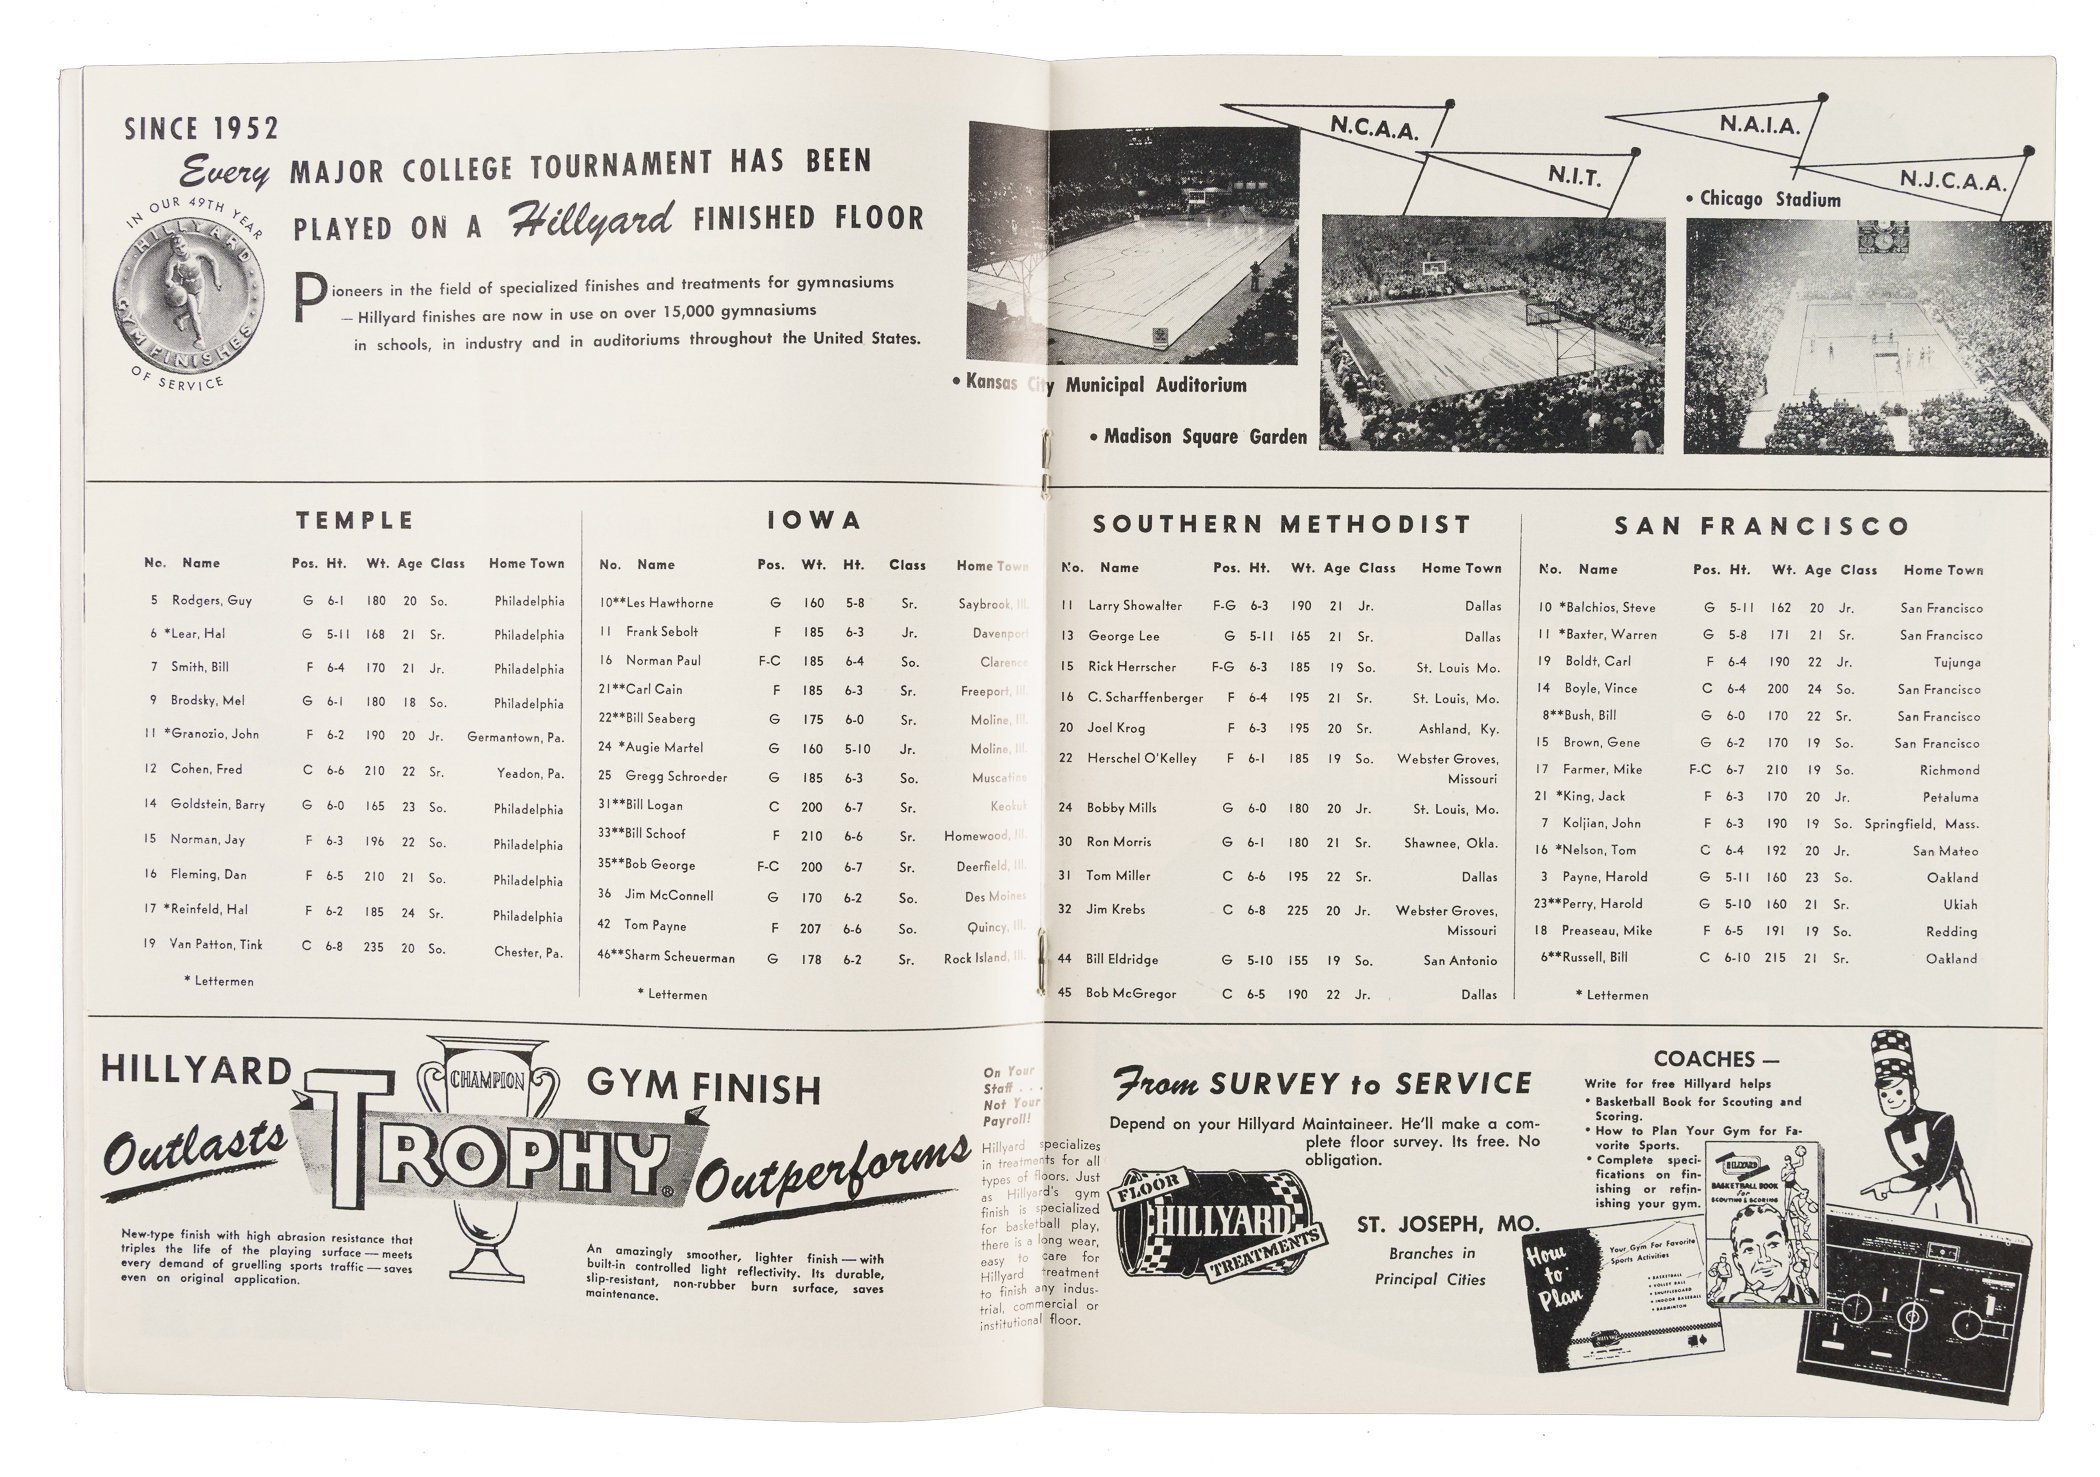 SINCE 1952
Every MAJOR COLLEGE TOURNAMENT HAS BEEN
PLAYED ON A Hillyard FINISHED FLOOR
IN OUR 49TH YEAR
HILLYARD
GYM FINISHES
OF SERVICE
Pioneers in the field of specialized finishes and treatments for gymnasiums
— Hillyard finishes are now in use on over 15,000 gymnasiums
in schools, in industry and in auditoriums throughout the United States.
N.C.A.A.
N.I.T.
N.A.I.A.
N.J.C.A.A.
• Chicago Stadium
• Kansas City Municipal Auditorium
• Madison Square Garden
TEMPLE
No. Name Pos. Ht. Wt. Age Class Home Town
5 Rodgers, Guy G 6-1 180 20 So. Philadelphia
6 *Lear, Hal G 5-11 168 21 Sr. Philadelphia
7 Smith, Bill F 6-4 170 21 Jr. Philadelphia
9 Brodsky, Mel G 6-1 180 18 So. Philadelphia
11 *Granozio, John F 6-2 190 20 Jr. Germantown, Pa.
12 Cohen, Fred C 6-6 210 22 Sr. Yeadon, Pa.
14 Goldstein, Barry G 6-0 165 23 So. Philadelphia
15 Norman, Jay F 6-3 196 22 So. Philadelphia
16 Fleming, Dan F 6-5 210 21 So. Philadelphia
17 *Reinfeld, Hal F 6-2 185 24 Sr. Philadelphia
19 Van Patton, Tink C 6-8 235 20 So. Chester, Pa.
* Lettermen
IOWA
No. Name Pos. Wt. Ht. Class Home Town
10**Les Hawthorne G 160 5-8 Sr. Saybrook, Ill.
11 Frank Sebolt F 185 6-3 Jr. Davenport
16 Norman Paul F-C 185 6-4 So. Clarence
21**Carl Cain F 185 6-3 Sr. Freeport, Ill.
22**Bill Seaberg G 175 6-0 Sr. Moline, Ill.
24 *Augie Martel G 160 5-10 Jr. Moline, Ill.
25 Gregg Schroeder G 185 6-3 So. Muscatine
31**Bill Logan C 200 6-7 Sr. Keokuk
33**Bill Schoof F 210 6-6 Sr. Homewood, Ill.
35**Bob George F-C 200 6-7 Sr. Deerfield, Ill.
36 Jim McConnell G 170 6-2 So. Des Moines
42 Tom Payne F 207 6-6 So. Quincy, Ill.
46**Sharm Scheuerman G 178 6-2 Sr. Rock Island, Ill.
* Lettermen
SOUTHERN METHODIST
No. Name Pos. Ht. Wt. Age Class Home Town
11 Larry Showalter F-G 6-3 190 21 Jr. Dallas
13 George Lee G 5-11 165 21 Sr. Dallas
15 Rick Herrscher F-G 6-3 185 19 So. St. Louis Mo.
16 C. Scharffenberger F 6-4 195 21 Sr. St. Louis, Mo.
20 Joel Krog F 6-3 195 20 Sr. Ashland, Ky.
22 Herschel O'Kelley F 6-1 185 19 So. Webster Groves,
Missouri
24 Bobby Mills G 6-0 180 20 Jr. St. Louis, Mo.
30 Ron Morris G 6-1 180 21 Sr. Shawnee, Okla.
31 Tom Miller C 6-6 195 22 Sr. Dallas
32 Jim Krebs C 6-8 225 20 Jr. Webster Groves,
Missouri
44 Bill Eldridge G 5-10 155 19 So. San Antonio
45 Bob McGregor C 6-5 190 22 Jr. Dallas
SAN FRANCISCO
No. Name Pos. Ht. Wt. Age Class Home Town
10 *Balchios, Steve G 5-11 162 20 Jr. San Francisco
11 *Baxter, Warren G 5-8 171 21 Sr. San Francisco
19 Boldt, Carl F 6-4 190 22 Jr. Tujunga
14 Boyle, Vince C 6-4 200 24 So. San Francisco
8**Bush, Bill G 6-0 170 22 Sr. San Francisco
15 Brown, Gene G 6-2 170 19 So. San Francisco
17 Farmer, Mike F-C 6-7 210 19 So. Richmond
21 *King, Jack F 6-3 170 20 Jr. Petaluma
7 Koljian, John F 6-3 190 19 So. Springfield, Mass.
16 *Nelson, Tom C 6-4 192 20 Jr. San Mateo
3 Payne, Harold G 5-11 160 23 So. Oakland
23**Perry, Harold G 5-10 160 21 Sr. Ukiah
18 Preaseau, Mike F 6-5 191 19 So. Redding
6**Russell, Bill C 6-10 215 21 Sr. Oakland
* Lettermen
HILLYARD
CHAMPION
TROPHY®
GYM FINISH
Outlasts
Outperforms
New-type finish with high abrasion resistance that
triples the life of the playing surface — meets
every demand of gruelling sports traffic — saves
even on original application.
An amazingly smoother, lighter finish — with
built-in controlled light reflectivity. Its durable,
slip-resistant, non-rubber burn surface, saves
maintenance.
On Your
Staff . . .
Not Your
Payroll!
Hillyard specializes
in treatments for all
types of floors. Just
as Hillyard's gym
finish is specialized
for basketball play,
there is a long wear,
easy to care for
Hillyard treatment
to finish any indus-
trial, commercial or
institutional floor.
From SURVEY to SERVICE
Depend on your Hillyard Maintaineer. He'll make a com-
plete floor survey. Its free. No
obligation.
FLOOR
HILLYARD
TREATMENTS
ST. JOSEPH, MO.
Branches in
Principal Cities
COACHES —
Write for free Hillyard helps
• Basketball Book for Scouting and
Scoring.
• How to Plan Your Gym for Fa-
vorite Sports.
• Complete speci-
fications on fin-
ishing or refin-
ishing your gym.
H
HILLYARD
BASKETBALL BOOK
for
SCOUTING & SCORING
How
to
Plan
Your Gym For Favorite
Sports Activities
• BASKETBALL
• VOLLEY BALL
• SHUFFLEBOARD
• INDOOR BASEBALL
• BADMINTON